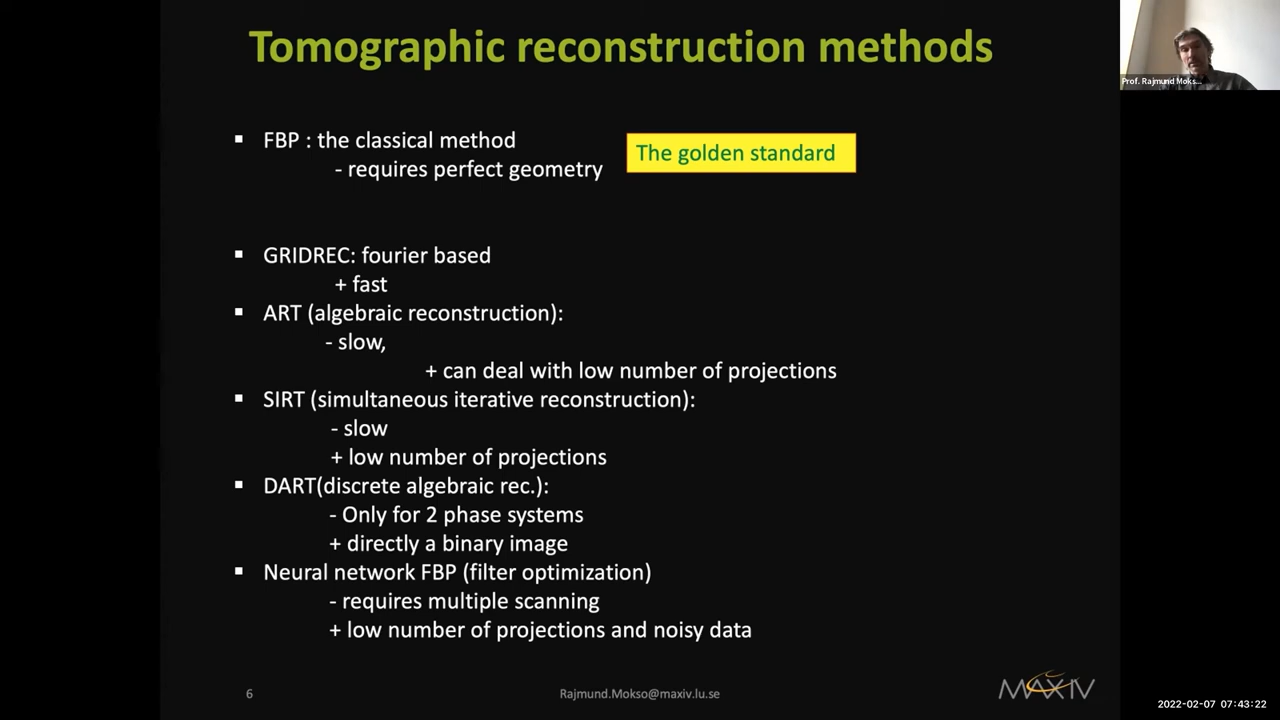 Tomographic reconstruction methods
Prof. Rajmund Moks...
▪ FBP : the classical method
- requires perfect geometry
The golden standard
▪ GRIDREC: fourier based
+ fast
▪ ART (algebraic reconstruction):
- slow,
+ can deal with low number of projections
▪ SIRT (simultaneous iterative reconstruction):
- slow
+ low number of projections
▪ DART(discrete algebraic rec.):
- Only for 2 phase systems
+ directly a binary image
▪ Neural network FBP (filter optimization)
- requires multiple scanning
+ low number of projections and noisy data
6
Rajmund.Mokso@maxiv.lu.se
MAXIV
2022-02-07 07:43:22